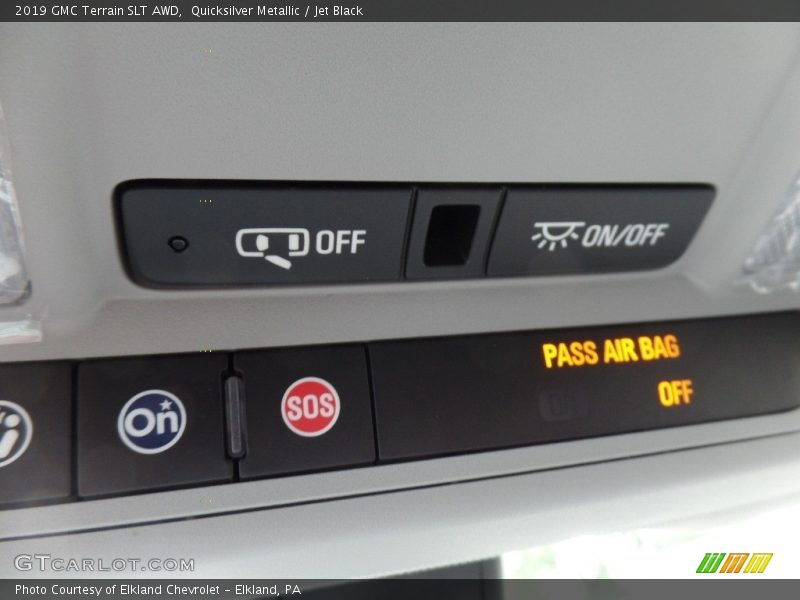 2019 GMC Terrain SLT AWD,  Quicksilver Metallic / Jet Black
OFF
ON/OFF
PASS AIR BAG
OFF
i
On
SOS
GTCARLOT.COM
Photo Courtesy of Elkland Chevrolet - Elkland, PA